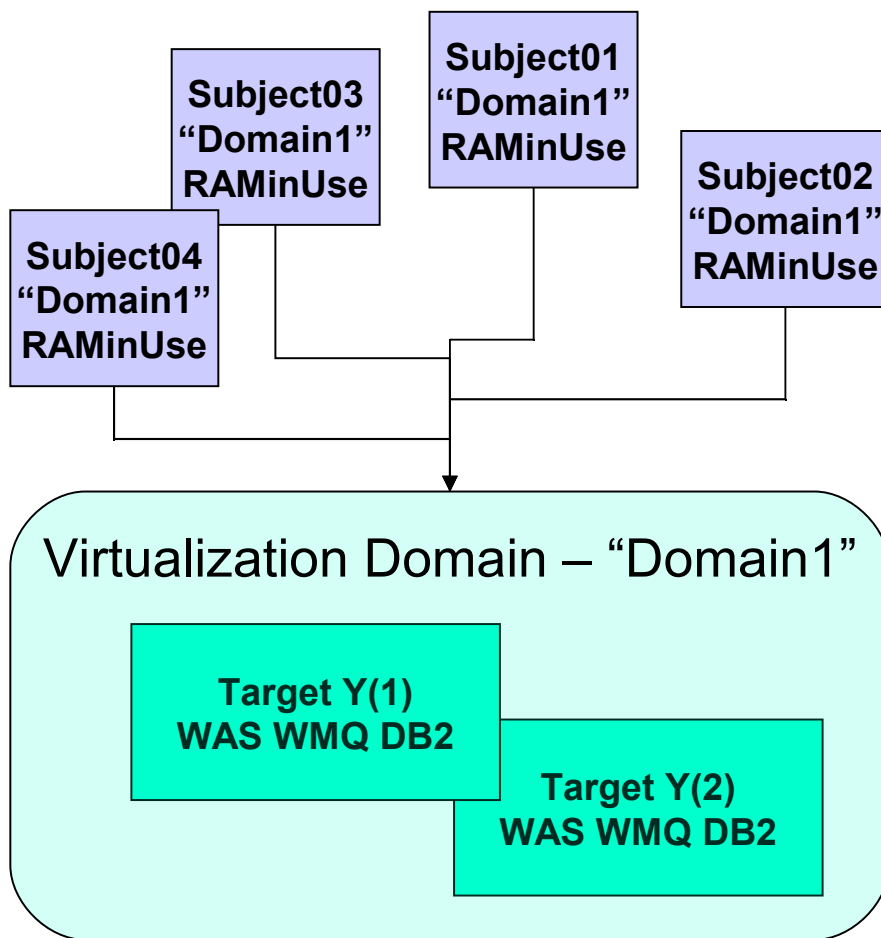 Subject01
“Domain1”
RAMinUse
Subject03
“Domain1”
RAMinUse
Subject02
“Domain1”
RAMinUse
Subject04
“Domain1”
RAMinUse
Virtualization Domain – “Domain1”
Target Y(1)
WAS WMQ DB2
Target Y(2)
WAS WMQ DB2